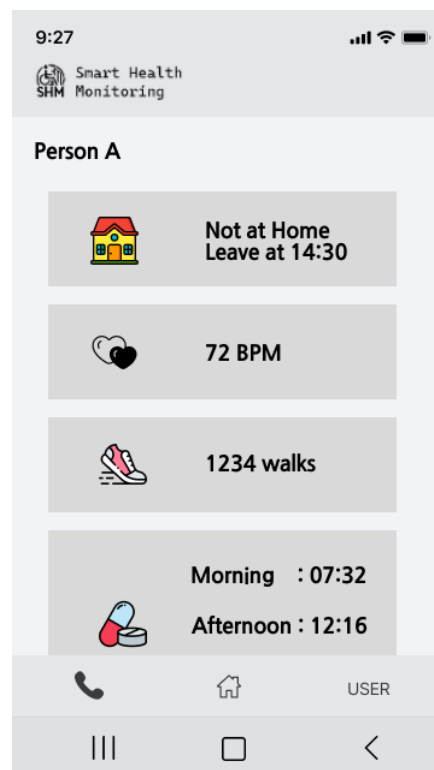 9:27
Smart Health
SHM Monitoring
Person A
Not at Home
Leave at 14:30
72 BPM
1234 walks
Morning : 07:32
Afternoon : 12:16
USER